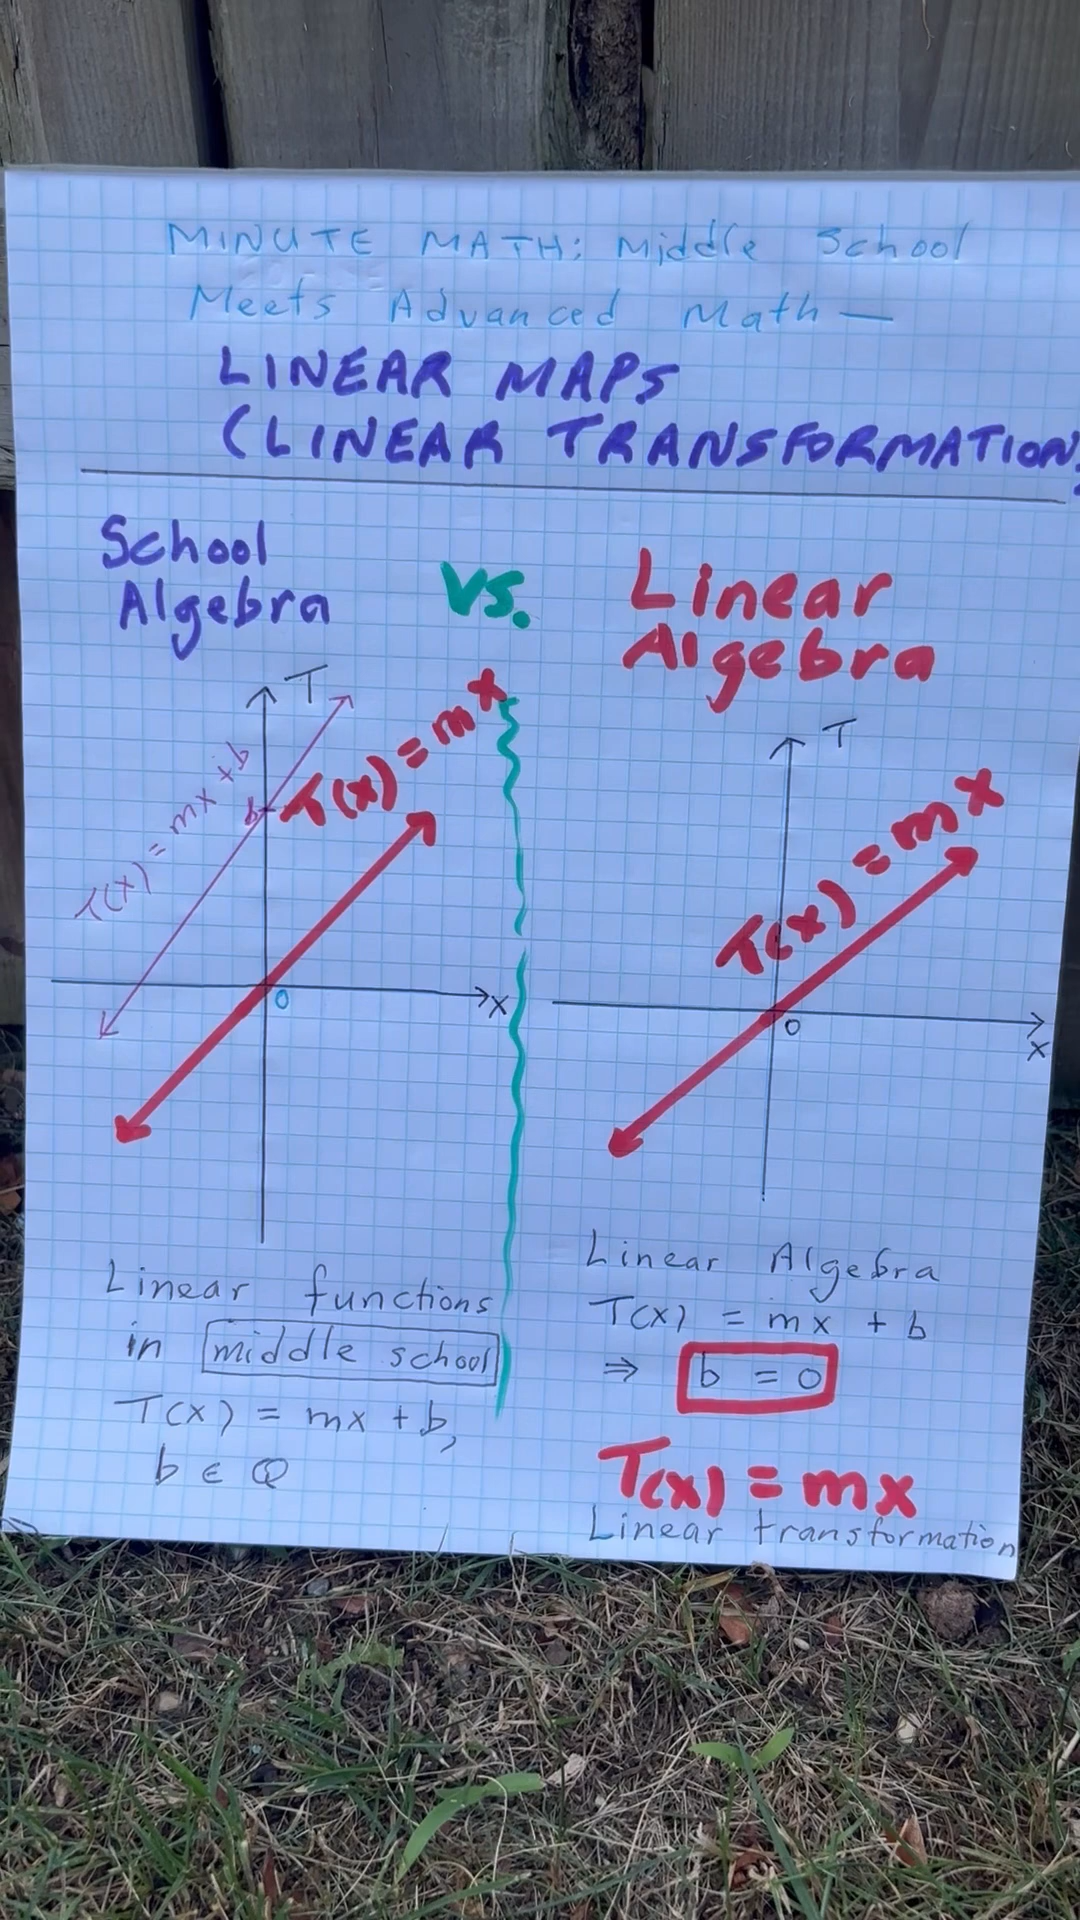 MINUTE MATH: Middle School
Meets Advanced Math —
LINEAR MAPS
(LINEAR TRANSFORMATION)
School
Algebra
vs.
Linear
Algebra
T
T(x) = mx + b
b
T(x) = mx
0
x
Linear functions
in middle school
T(x) = mx + b,
b ∈ Q
T
T(x) = mx
0
x
Linear Algebra
T(x) = mx + b
⇒ b = 0
T(x) = mx
Linear transformation